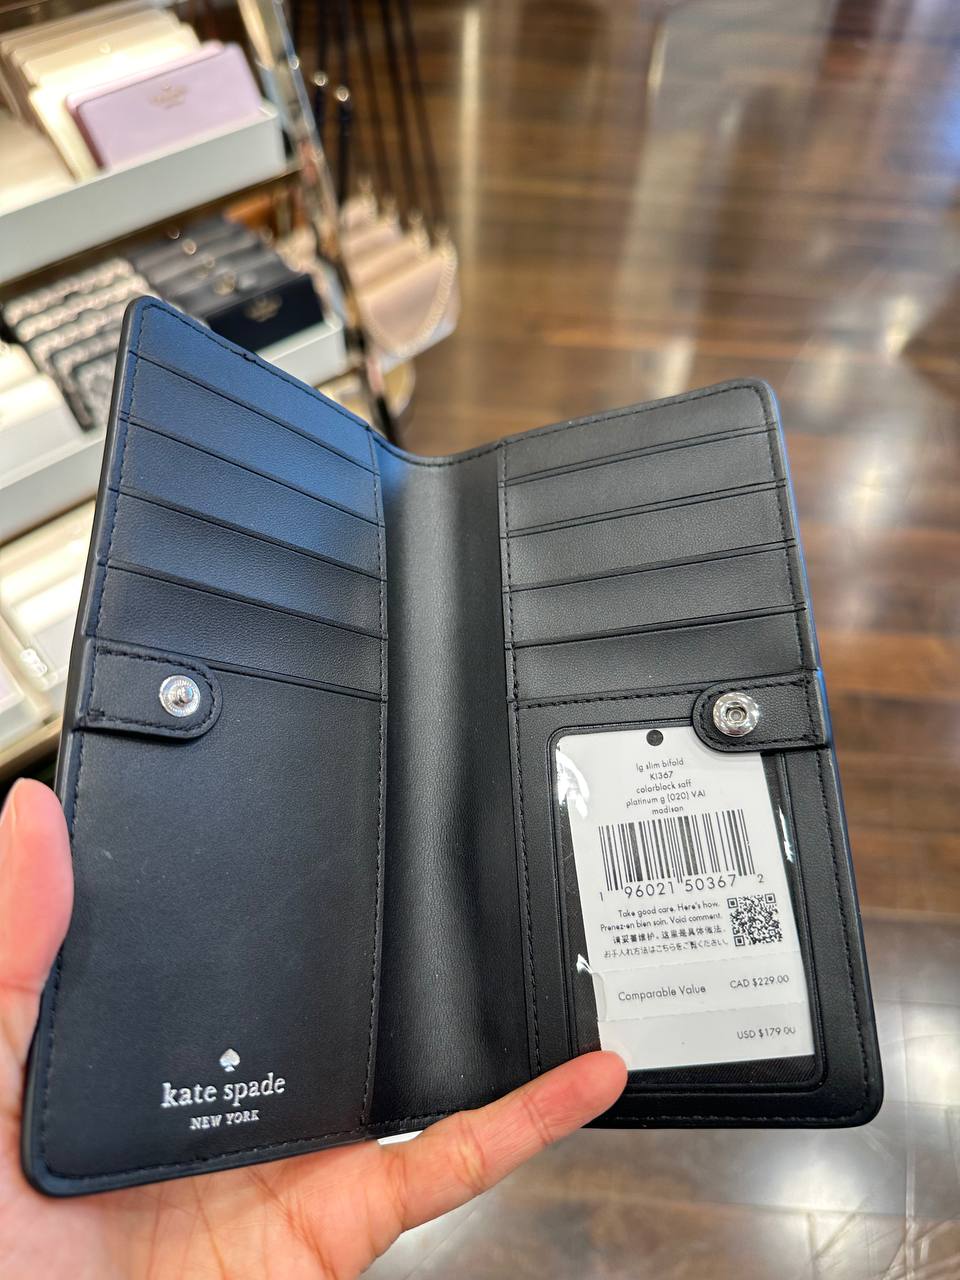 kate spade
NEW YORK
lg slim bifold
KI367
colorblock saff
platinum g (020) VAI
madison
1 96021 50367 2
Take good care. Here's how.
Prenez-en bien soin. Voici comment.
请妥善维护。这里是具体做法。
お手入れ方法はこちらをご覧ください。
Comparable Value CAD $229.00
USD $179.00